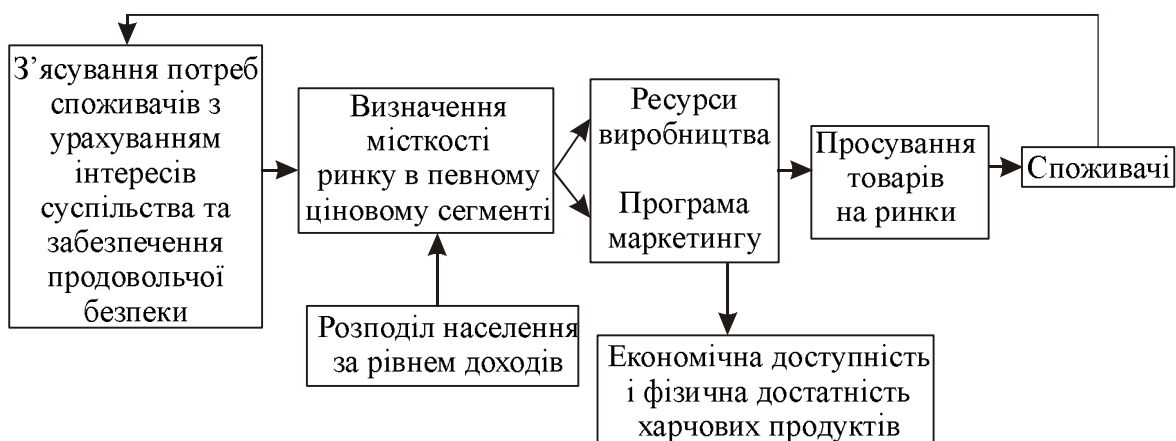 З’ясування потреб
споживачів з
урахуванням
інтересів
суспільства та
забезпечення
продовольчої
безпеки
Визначення
місткості
ринку в певному
ціновому сегменті
Розподіл населення
за рівнем доходів
Ресурси
виробництва
Програма
маркетингу
Економічна доступність
і фізична достатність
харчових продуктів
Просування
товарів
на ринки
Споживачі